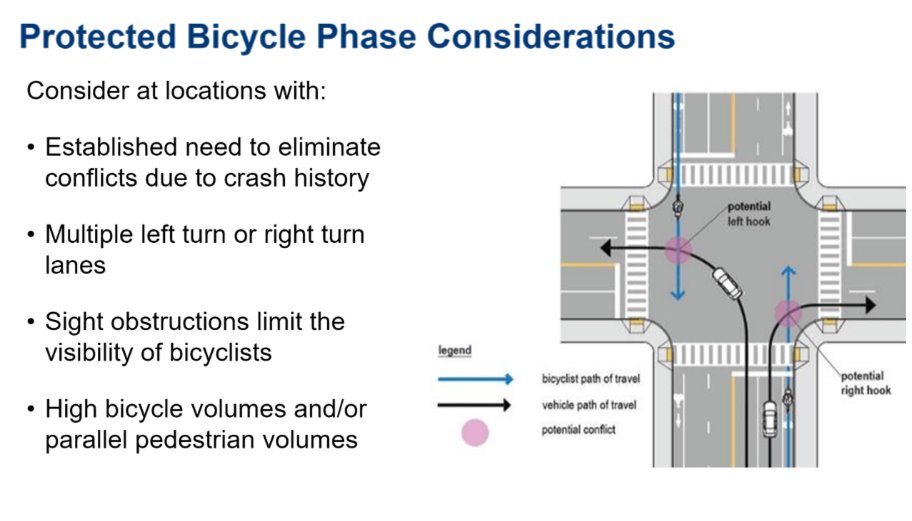 Protected Bicycle Phase Considerations
Consider at locations with:
• Established need to eliminate
conflicts due to crash history
• Multiple left turn or right turn
lanes
• Sight obstructions limit the
visibility of bicyclists
• High bicycle volumes and/or
parallel pedestrian volumes
potential
left hook
legend
bicyclist path of travel
vehicle path of travel
potential conflict
potential
right hook